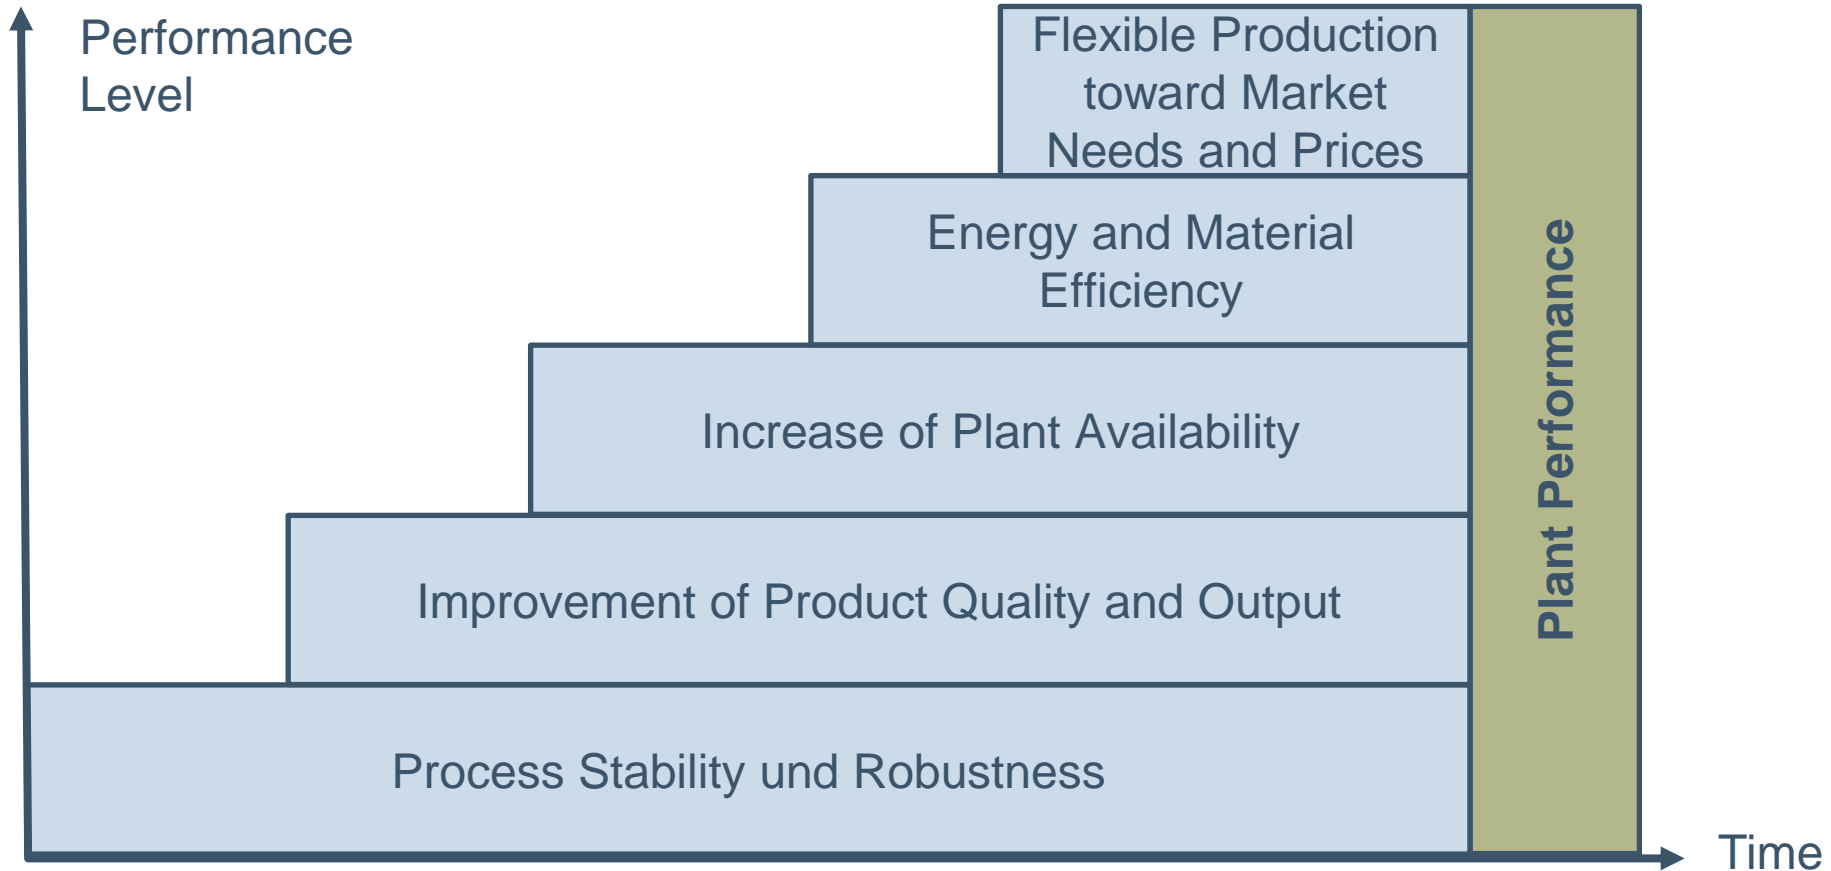 Performance
Level
Flexible Production
toward Market
Needs and Prices
Energy and Material
Efficiency
Increase of Plant Availability
Improvement of Product Quality and Output
Process Stability und Robustness
Plant Performance
Time